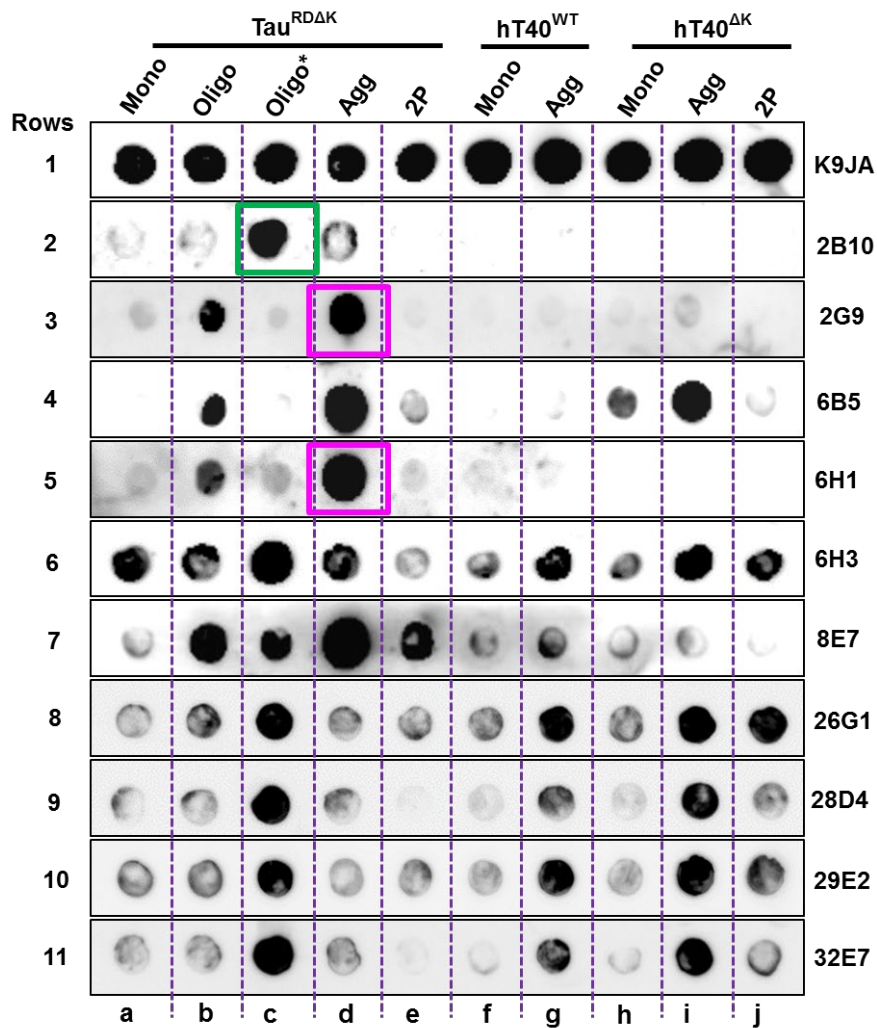 Tau^RDΔK hT40^WT hT40^ΔK
Mono Oligo Oligo* Agg 2P Mono Agg Mono Agg 2P
Rows
1 K9JA
2 2B10
3 2G9
4 6B5
5 6H1
6 6H3
7 8E7
8 26G1
9 28D4
10 29E2
11 32E7
a b c d e f g h i j